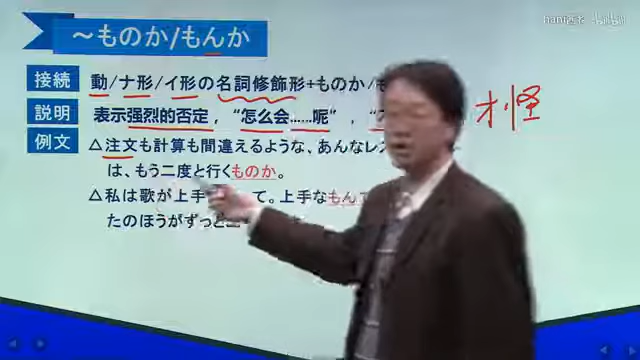 ～ものか/もんか
接続 動/ナ形/イ形の名詞修飾形+ものか/も
説明 表示强烈的否定，“怎么会……呢”， 才怪
例文 △注文も計算も間違えるような、あんなレス
は、もう二度と行くものか。
△私は歌が上手 て。上手なもん
たのほうがずっと